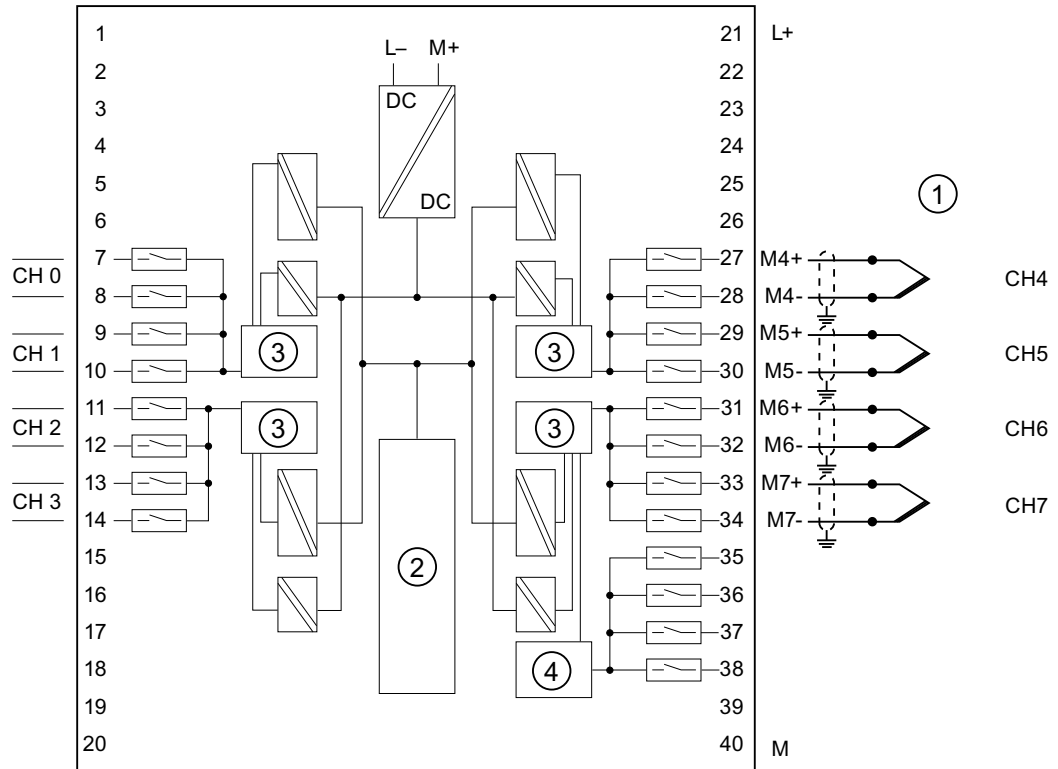 1 21 L+
2 L– M+ 22
3 DC 23
4 24
5 25
6 DC 26
1
7 27 M4+
CH 0 CH4
8 28 M4-
9 29 M5+
CH 1 3 3 CH5
10 30 M5-
11 31 M6+
CH 2 3 3 CH6
12 32 M6-
13 33 M7+
CH 3 CH7
14 34 M7-
15 35
2
16 36
17 37
18 4 38
19 39
20 40 M